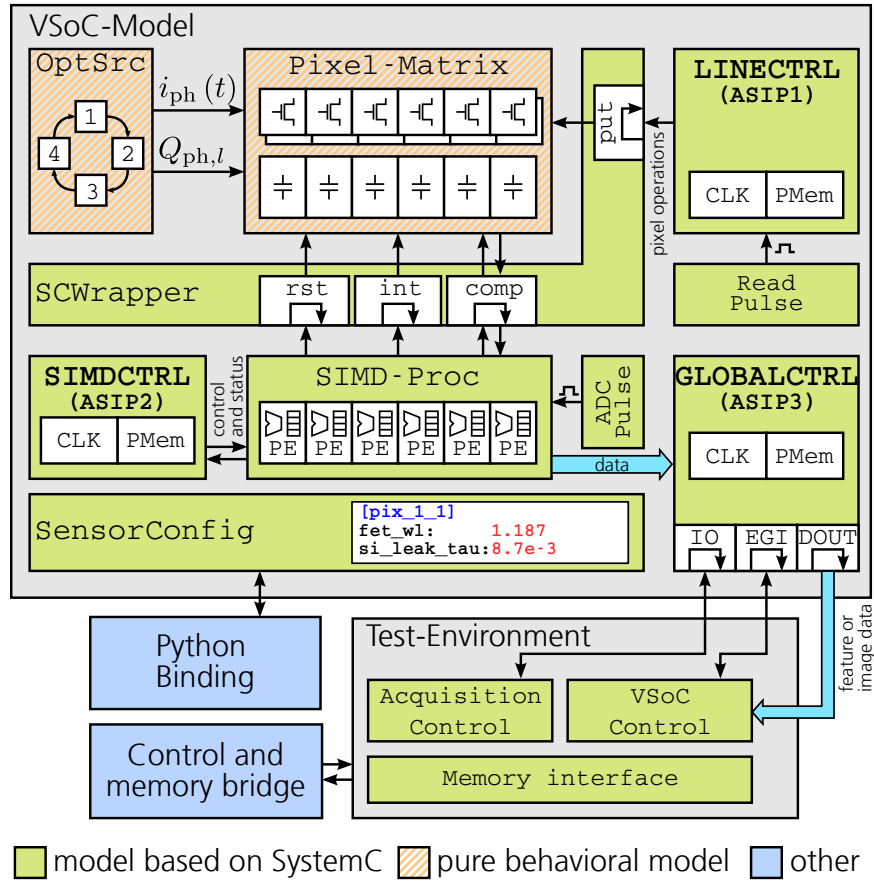 VSoC-Model
OptSrc
1
2
3
4
i_ph (t)
Q_ph,l
Pixel-Matrix
put
pixel operations
LINECTRL
(ASIP1)
CLK PMem
Read
Pulse
SCWrapper
rst
int
comp
SIMDCTRL
(ASIP2)
CLK PMem
control
and status
SIMD-Proc
PE PE PE PE PE PE
ADC
Pulse
data
GLOBALCTRL
(ASIP3)
CLK PMem
IO EGI DOUT
SensorConfig
[pix_1_1]
fet_wl: 1.187
si_leak_tau:8.7e-3
Python
Binding
Control and
memory bridge
Test-Environment
Acquisition
Control
VSoC
Control
Memory interface
feature or
image data
model based on SystemC
pure behavioral model
other